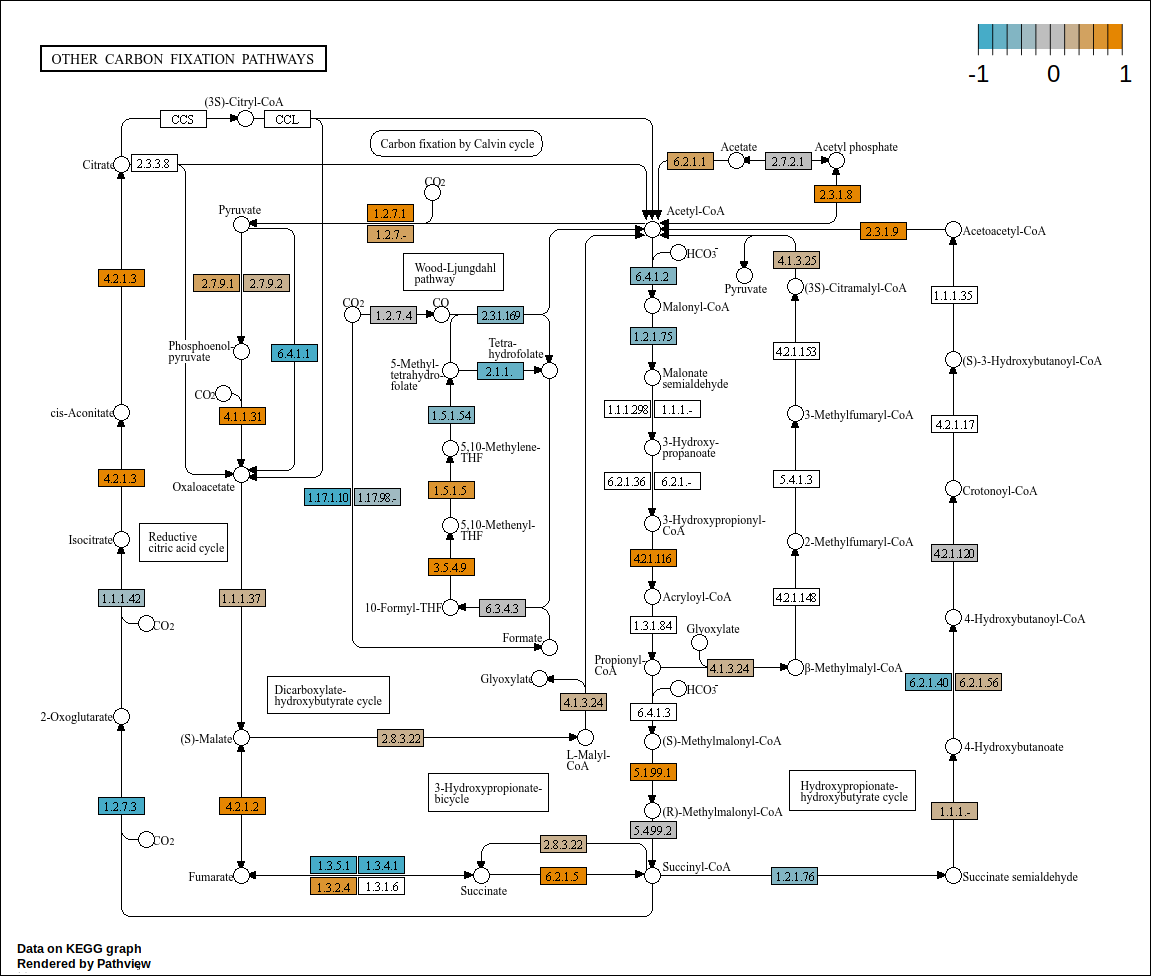 OTHER CARBON FIXATION PATHWAYS
-1 0 1
(3S)-Citryl-CoA
CCS
CCL
Carbon fixation by Calvin cycle
Citrate
2.3.3.8
6.2.1.1
Acetate
2.7.2.1
Acetyl phosphate
CO2
2.3.1.8
Pyruvate
1.2.7.1
1.2.7.-
Acetyl-CoA
2.3.1.9
Acetoacetyl-CoA
HCO3-
Wood-Ljungdahl
pathway
4.2.1.3
2.7.9.1
2.7.9.2
6.4.1.2
Pyruvate
4.1.3.25
(3S)-Citramalyl-CoA
1.1.1.35
CO2
1.2.7.4
CO
2.3.1.169
Malonyl-CoA
1.2.1.75
Phosphoenol-
pyruvate
6.4.1.1
Tetra-
hydrofolate
5-Methyl-
tetrahydro-
folate
2.1.1.
4.2.1.153
(S)-3-Hydroxybutanoyl-CoA
Malonate
semialdehyde
CO2
cis-Aconitate
4.1.1.31
1.5.1.54
1.1.1.298
1.1.1.-
3-Methylfumaryl-CoA
4.2.1.17
5,10-Methylene-
THF
3-Hydroxy-
propanoate
4.2.1.3
Oxaloacetate
1.17.1.10
1.17.98.-
1.5.1.5
6.2.1.36
6.2.1.-
5.4.1.3
Crotonoyl-CoA
Isocitrate
Reductive
citric acid cycle
5,10-Methenyl-
THF
3-Hydroxypropionyl-
CoA
2-Methylfumaryl-CoA
4.2.1.120
3.5.4.9
4.2.1.116
1.1.1.42
1.1.1.37
10-Formyl-THF
6.3.4.3
Acryloyl-CoA
4.2.1.148
CO2
1.3.1.84
Glyoxylate
4-Hydroxybutanoyl-CoA
Formate
Propionyl-
CoA
4.1.3.24
β-Methylmalyl-CoA
Glyoxylate
HCO3-
6.2.1.40
6.2.1.56
Dicarboxylate-
hydroxybutyrate cycle
4.1.3.24
6.4.1.3
2-Oxoglutarate
(S)-Malate
2.8.3.22
L-Malyl-
CoA
(S)-Methylmalonyl-CoA
4-Hydroxybutanoate
5.1.99.1
3-Hydroxypropionate-
bicycle
Hydroxypropionate-
hydroxybutyrate cycle
1.2.7.3
4.2.1.2
(R)-Methylmalonyl-CoA
1.1.1.-
CO2
5.4.99.2
2.8.3.22
Fumarate
1.3.5.1
1.3.4.1
1.3.2.4
1.3.1.6
Succinate
6.2.1.5
Succinyl-CoA
1.2.1.76
Succinate semialdehyde
Data on KEGG graph
Rendered by Pathview